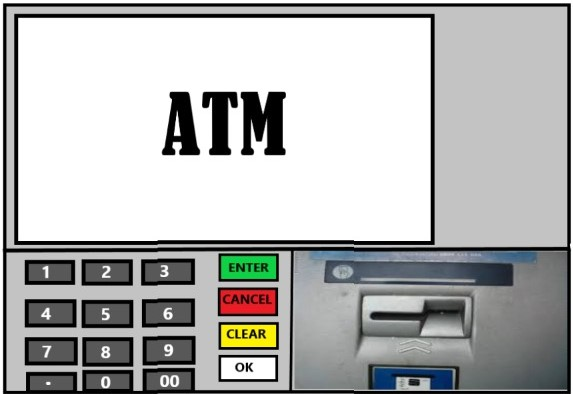 ATM
1 2 3 ENTER
CANCEL
4 5 6
CLEAR
7 8 9
OK
. 0 00